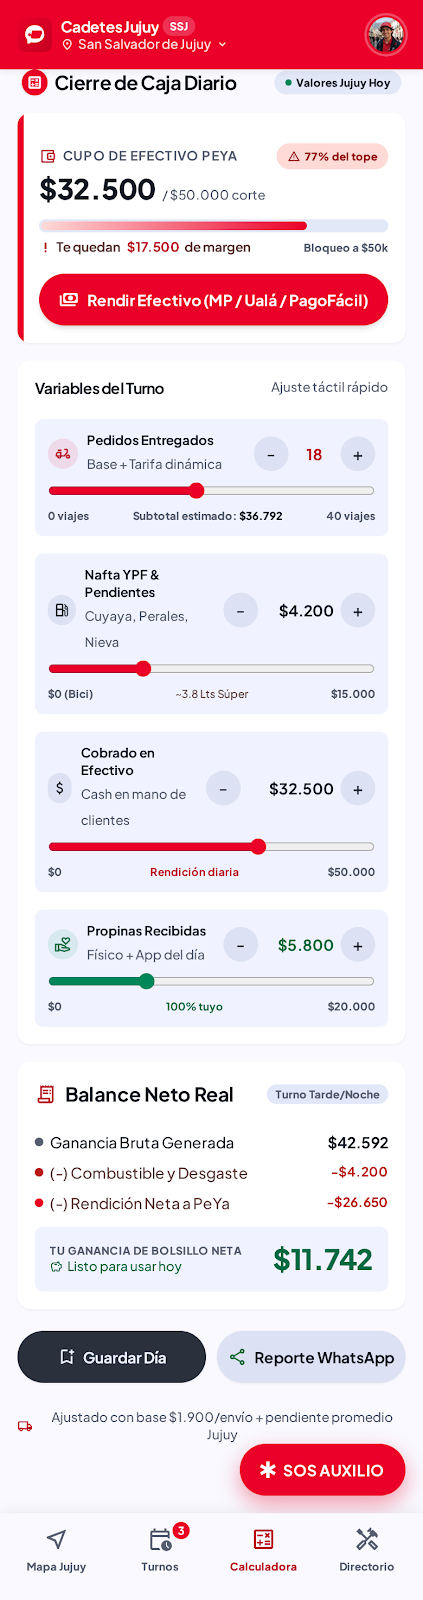 CadetesJujuy SSJ
San Salvador de Jujuy
Cierre de Caja Diario
Valores Jujuy Hoy
CUPO DE EFECTIVO PEYA
77% del tope
$32.500 / $50.000 corte
! Te quedan $17.500 de margen
Bloqueo a $50k
Rendir Efectivo (MP / Ualá / PagoFácil)
Variables del Turno
Ajuste táctil rápido
Pedidos Entregados
Base + Tarifa dinámica
- 18 +
0 viajes
Subtotal estimado: $36.792
40 viajes
Nafta YPF &
Pendientes
Cuyaya, Perales,
Nieva
- $4.200 +
$0 (Bici)
~3.8 Lts Súper
$15.000
$ Cobrado en
Efectivo
Cash en mano de
clientes
- $32.500 +
$0
Rendición diaria
$50.000
Propinas Recibidas
Físico + App del día
- $5.800 +
$0
100% tuyo
$20.000
Balance Neto Real
Turno Tarde/Noche
Ganancia Bruta Generada $42.592
(-) Combustible y Desgaste -$4.200
(-) Rendición Neta a PeYa -$26.650
TU GANANCIA DE BOLSILLO NETA
Listo para usar hoy
$11.742
Guardar Día
Reporte WhatsApp
Ajustado con base $1.900/envío + pendiente promedio
Jujuy
SOS AUXILIO
3
Mapa Jujuy
Turnos
Calculadora
Directorio